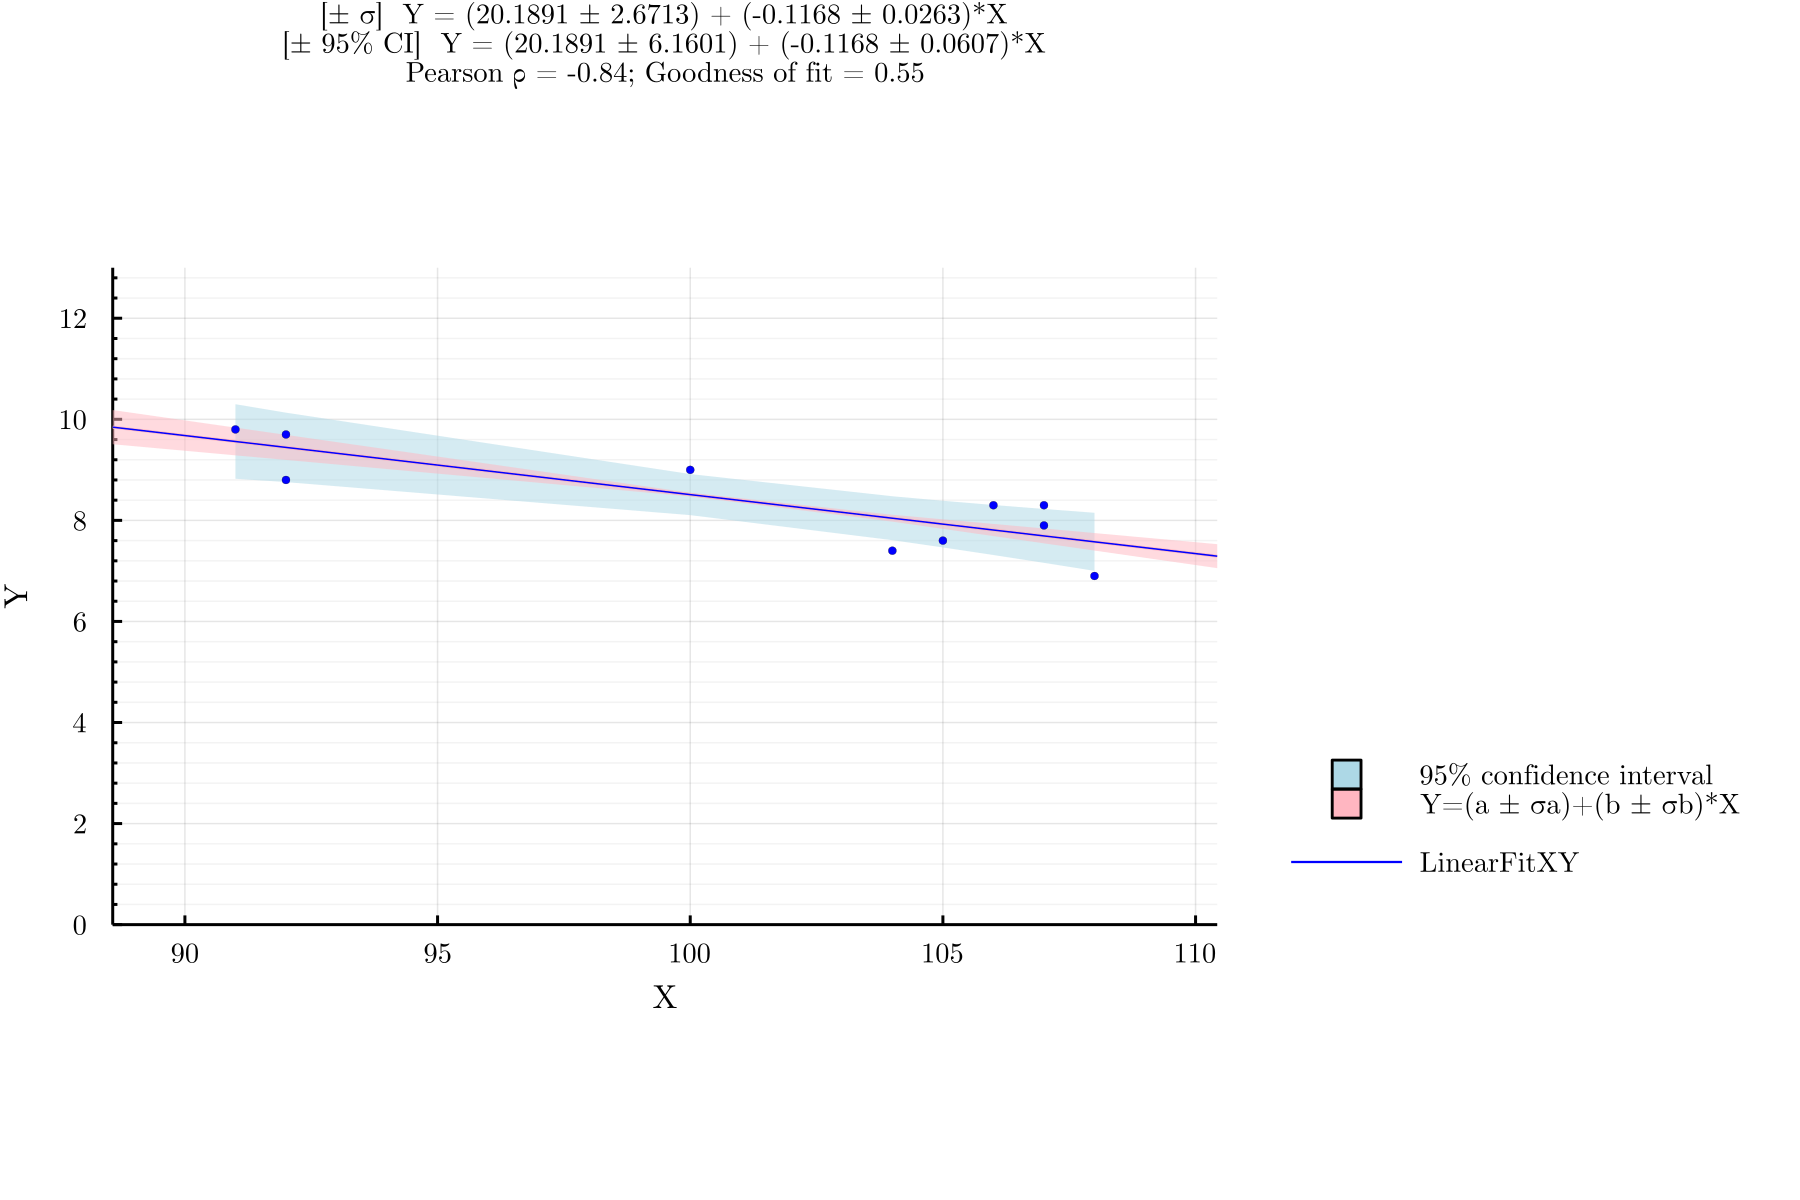 [± σ]  Y = (20.1891 ± 2.6713) + (-0.1168 ± 0.0263)*X
[± 95% CI]  Y = (20.1891 ± 6.1601) + (-0.1168 ± 0.0607)*X
Pearson ρ = -0.84; Goodness of fit = 0.55
12
10
8
6
4
2
0
Y
90 95 100 105 110
X
95% confidence interval
Y=(a ± σa)+(b ± σb)*X
LinearFitXY